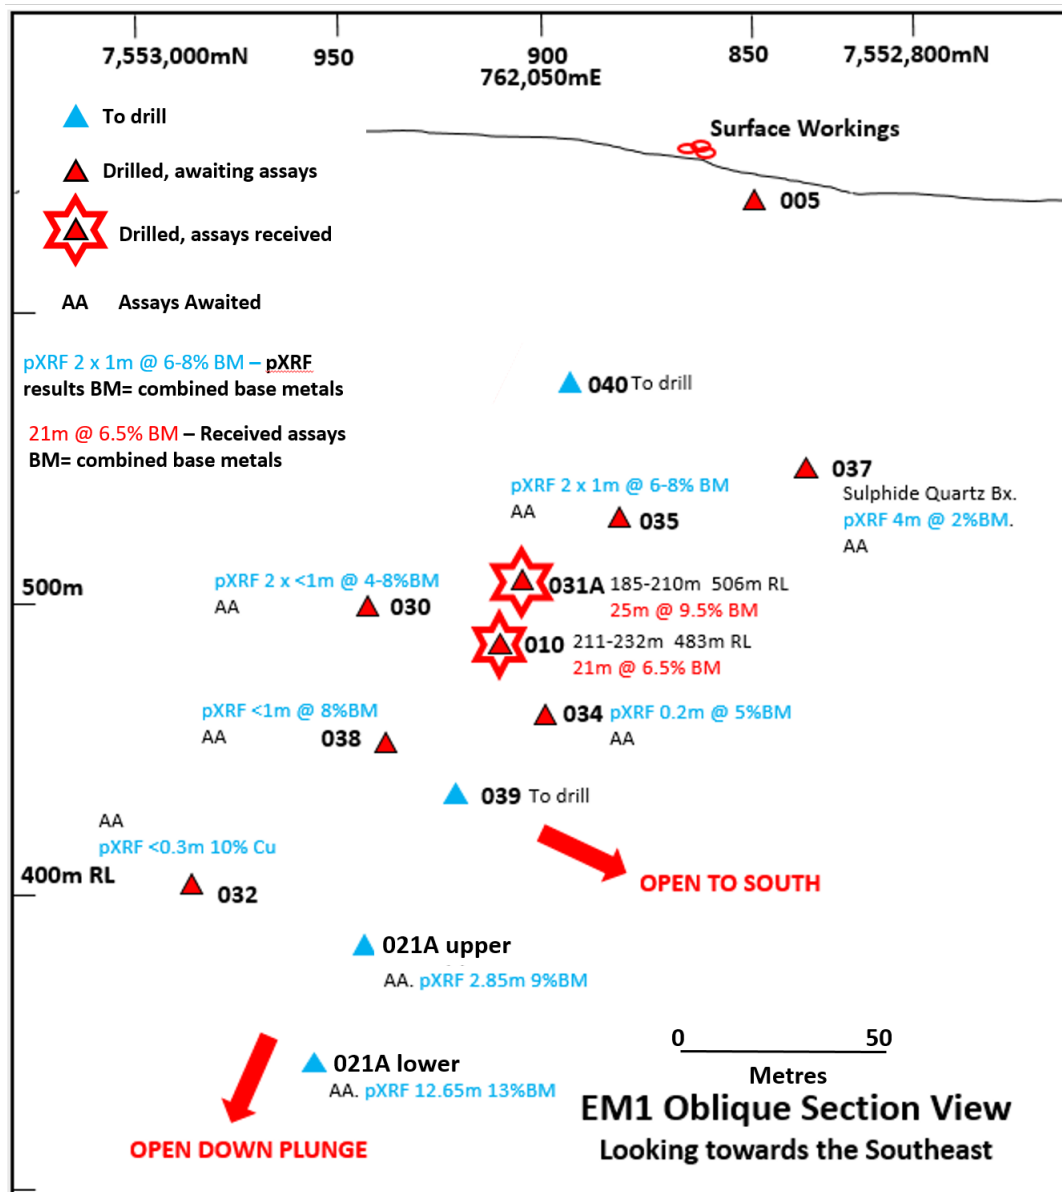 7,553,000mN 950 900 850 7,552,800mN
762,050mE
To drill
Surface Workings
Drilled, awaiting assays
005
Drilled, assays received
AA Assays Awaited
pXRF 2 x 1m @ 6-8% BM – pXRF
results BM= combined base metals
040 To drill
21m @ 6.5% BM – Received assays
BM= combined base metals
037
Sulphide Quartz Bx.
pXRF 4m @ 2%BM.
AA
pXRF 2 x 1m @ 6-8% BM
AA
035
500m
pXRF 2 x <1m @ 4-8%BM
AA
030
031A 185-210m 506m RL
25m @ 9.5% BM
010 211-232m 483m RL
21m @ 6.5% BM
pXRF <1m @ 8%BM
AA
038
034 pXRF 0.2m @ 5%BM
AA
039 To drill
AA
pXRF <0.3m 10% Cu
400m RL
032
OPEN TO SOUTH
021A upper
AA. pXRF 2.85m 9%BM
021A lower
AA. pXRF 12.65m 13%BM
OPEN DOWN PLUNGE
0 50
Metres
EM1 Oblique Section View
Looking towards the Southeast